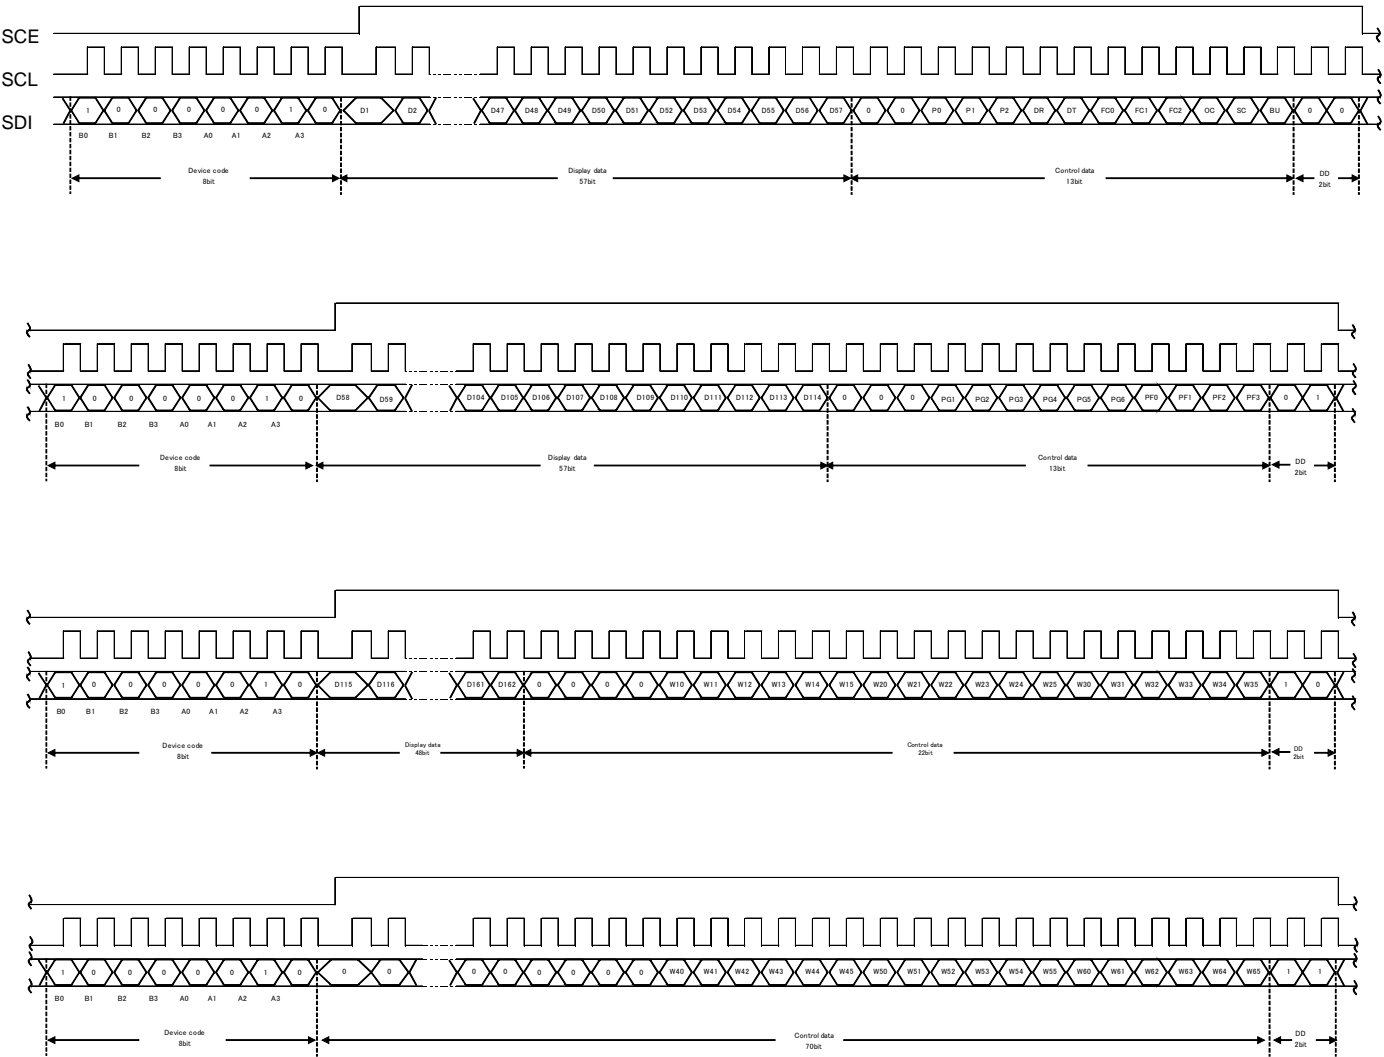 SCE
SCL
SDI
1 0 0 0 0 0 1 0 D1 D2 D47 D48 D49 D50 D51 D52 D53 D54 D55 D56 D57 0 0 P0 P1 P2 DR DT FC0 FC1 FC2 OC SC BU 0 0
B0 B1 B2 B3 A0 A1 A2 A3
Device code Display data Control data DD
8bit 57bit 13bit 2bit
1 0 0 0 0 0 1 0 D58 D59 D104 D105 D106 D107 D108 D109 D110 D111 D112 D113 D114 0 0 0 PG1 PG2 PG3 PG4 PG5 PG6 PF0 PF1 PF2 PF3 0 1
B0 B1 B2 B3 A0 A1 A2 A3
Device code Display data Control data DD
8bit 57bit 13bit 2bit
1 0 0 0 0 0 1 0 D115 D116 D161 D162 0 0 0 0 W10 W11 W12 W13 W14 W15 W20 W21 W22 W23 W24 W25 W30 W31 W32 W33 W34 W35 1 0
B0 B1 B2 B3 A0 A1 A2 A3
Device code Display data Control data DD
8bit 48bit 22bit 2bit
1 0 0 0 0 0 1 0 0 0 0 0 0 0 0 0 W40 W41 W42 W43 W44 W45 W50 W51 W52 W53 W54 W55 W60 W61 W62 W63 W64 W65 1 1
B0 B1 B2 B3 A0 A1 A2 A3
Device code Control data DD
8bit 70bit 2bit